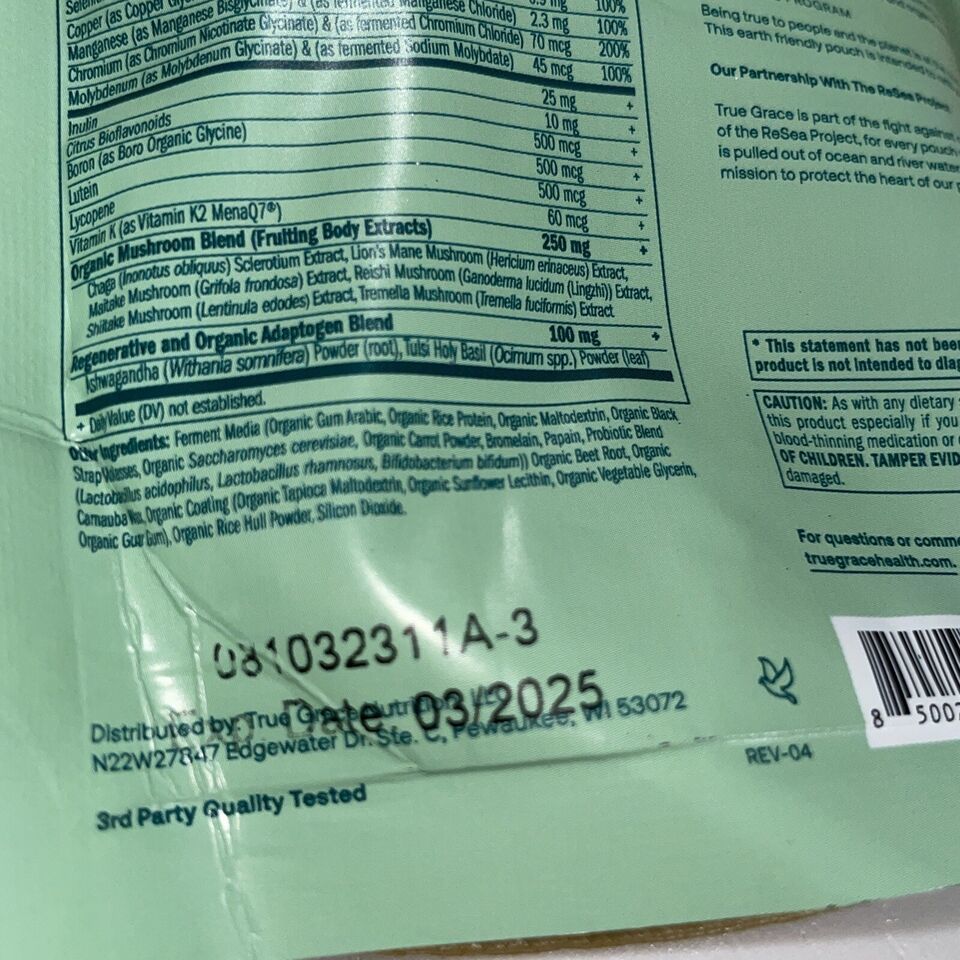 Copper (as Copper
0.9 mg 100%
Manganese (as Manganese Bisglycinate) & (as fermented Manganese Chloride) 2.3 mg 100%
Chromium (as Chromium Nicotinate Glycinate) & (as fermented Chromium Chloride) 70 mcg 200%
Molybdenum (as Molybdenum Glycinate) & (as fermented Sodium Molybdate) 45 mcg 100%
Inulin 25 mg +
Citrus Bioflavonoids 10 mg +
Boron (as Boro Organic Glycine) 500 mcg +
Lutein 500 mcg +
Lycopene 500 mcg +
Vitamin K (as Vitamin K2 MenaQ7®) 60 mcg +
Organic Mushroom Blend (Fruiting Body Extracts) 250 mg +
Chaga (Inonotus obliquus) Sclerotium Extract, Lion's Mane Mushroom (Hericium erinaceus) Extract,
Maitake Mushroom (Grifola frondosa) Extract, Reishi Mushroom (Ganoderma lucidum (Lingzhi)) Extract,
Shiitake Mushroom (Lentinula edodes) Extract, Tremella Mushroom (Tremella fuciformis) Extract
Regenerative and Organic Adaptogen Blend 100 mg +
Ashwagandha (Withania somnifera) Powder (root), Tulsi Holy Basil (Ocimum spp.) Powder (leaf)
+ Daily Value (DV) not established.
Other Ingredients: Ferment Media (Organic Gum Arabic, Organic Rice Protein, Organic Maltodextrin, Organic Black
Strap Molasses, Organic Saccharomyces cerevisiae, Organic Carrot Powder, Bromelain, Papain, Probiotic Blend
(Lactobacillus acidophilus, Lactobacillus rhamnosus, Bifidobacterium bifidum)) Organic Beet Root, Organic
Carnauba Wax, Organic Coating (Organic Tapioca Maltodextrin, Organic Sunflower Lecithin, Organic Vegetable Glycerin,
Organic Guar Gum), Organic Rice Hull Powder, Silicon Dioxide.
081032311A-3
Exp. Date 03/2025
Distributed by: True Grace Nutrition
N22W27847 Edgewater Dr. Ste. C, Pewaukee, WI 53072
3rd Party Quality Tested
PROGRAM
Being true to people and the planet is
This earth friendly pouch is intended to
Our Partnership With The ReSea Project
True Grace is part of the fight against
of the ReSea Project, for every pouch
is pulled out of ocean and river water
mission to protect the heart of our
* This statement has not been
product is not intended to
CAUTION: As with any dietary
this product especially if you
blood-thinning medication or
OF CHILDREN. TAMPER
damaged.
For questions or
truegracehealth.com.
8 5007
REV-04